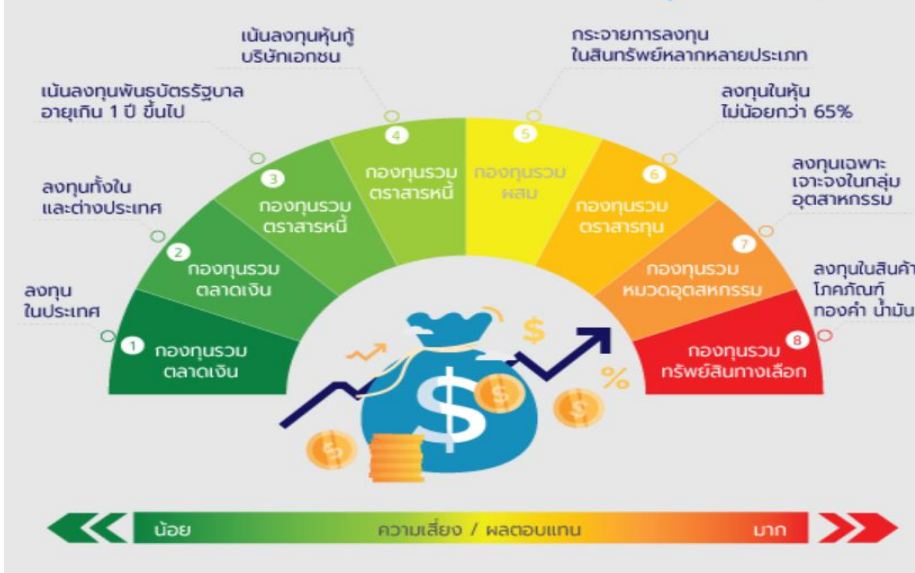 เน้นลงทุนหุ้นกู้
บริษัทเอกชน
กระจายการลงทุน
ในสินทรัพย์หลากหลายประเภท
เน้นลงทุนพันธบัตรรัฐบาล
อายุเกิน 1 ปี ขึ้นไป
ลงทุนในหุ้น
ไม่น้อยกว่า 65%
ลงทุนทั้งใน
และต่างประเทศ
ลงทุนเฉพาะ
เจาะจงในกลุ่ม
อุตสาหกรรม
ลงทุน
ในประเทศ
ลงทุนในสินค้า
โภคภัณฑ์
ทองคำ น้ำมัน
1
กองทุนรวม
ตลาดเงิน
2
กองทุนรวม
ตลาดเงิน
3
กองทุนรวม
ตราสารหนี้
4
กองทุนรวม
ตราสารหนี้
5
กองทุนรวม
ผสม
6
กองทุนรวม
ตราสารทุน
7
กองทุนรวม
หมวดอุตสหกรรม
8
กองทุนรวม
ทรัพย์สินทางเลือก
$
$
$
$
$
%
น้อย ความเสี่ยง / ผลตอบแทน มาก